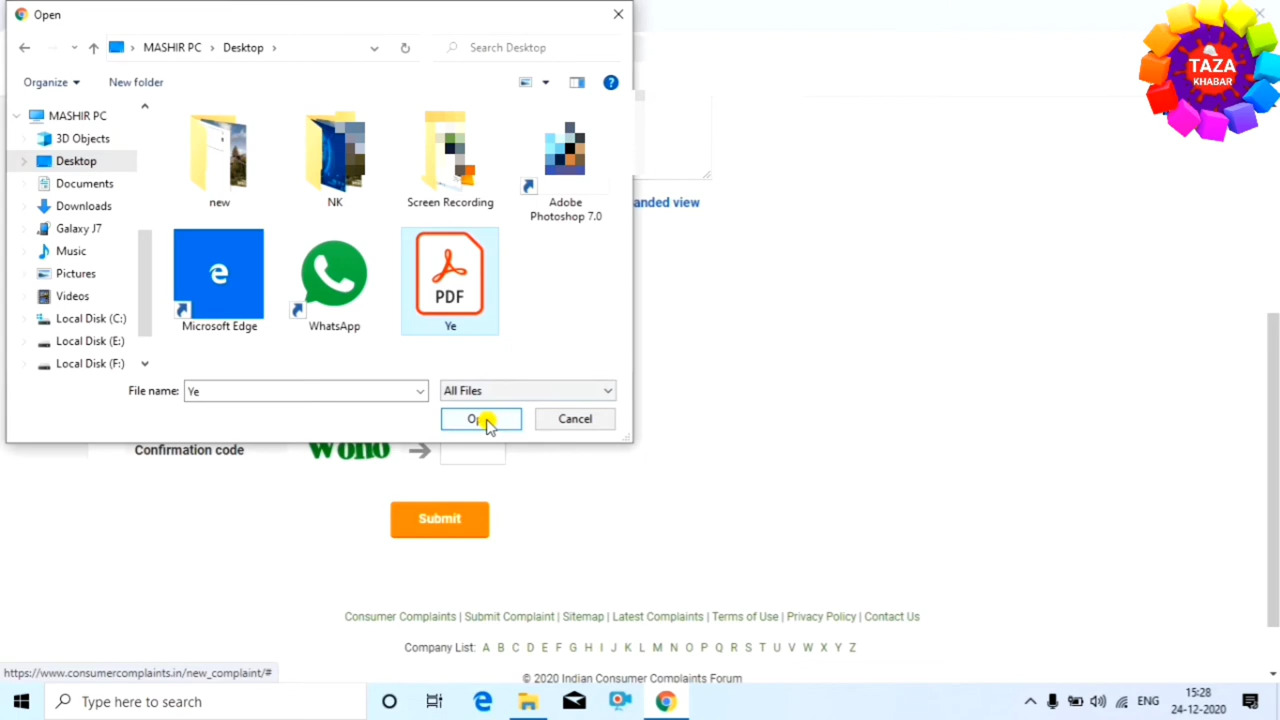 Open
MASHIR PC > Desktop >
Search Desktop
Organize
New folder
MASHIR PC
3D Objects
Desktop
Documents
Downloads
Galaxy J7
Music
Pictures
Videos
Local Disk (C:)
Local Disk (E:)
Local Disk (F:)
new
NK
Screen Recording
Adobe
Photoshop 7.0
Microsoft Edge
WhatsApp
PDF
Ye
File name:
Ye
All Files
Cancel
TAZA
KHABAR
anded view
Confirmation code
Submit
Consumer Complaints | Submit Complaint | Sitemap | Latest Complaints | Terms of Use | Privacy Policy | Contact Us
Company List: A B C D E F G H I J K L M N O P Q R S T U V W X Y Z
© 2020 Indian Consumer Complaints Forum
https://www.consumercomplaints.in/new_complaint/#
Type here to search
ENG
15:28
24-12-2020